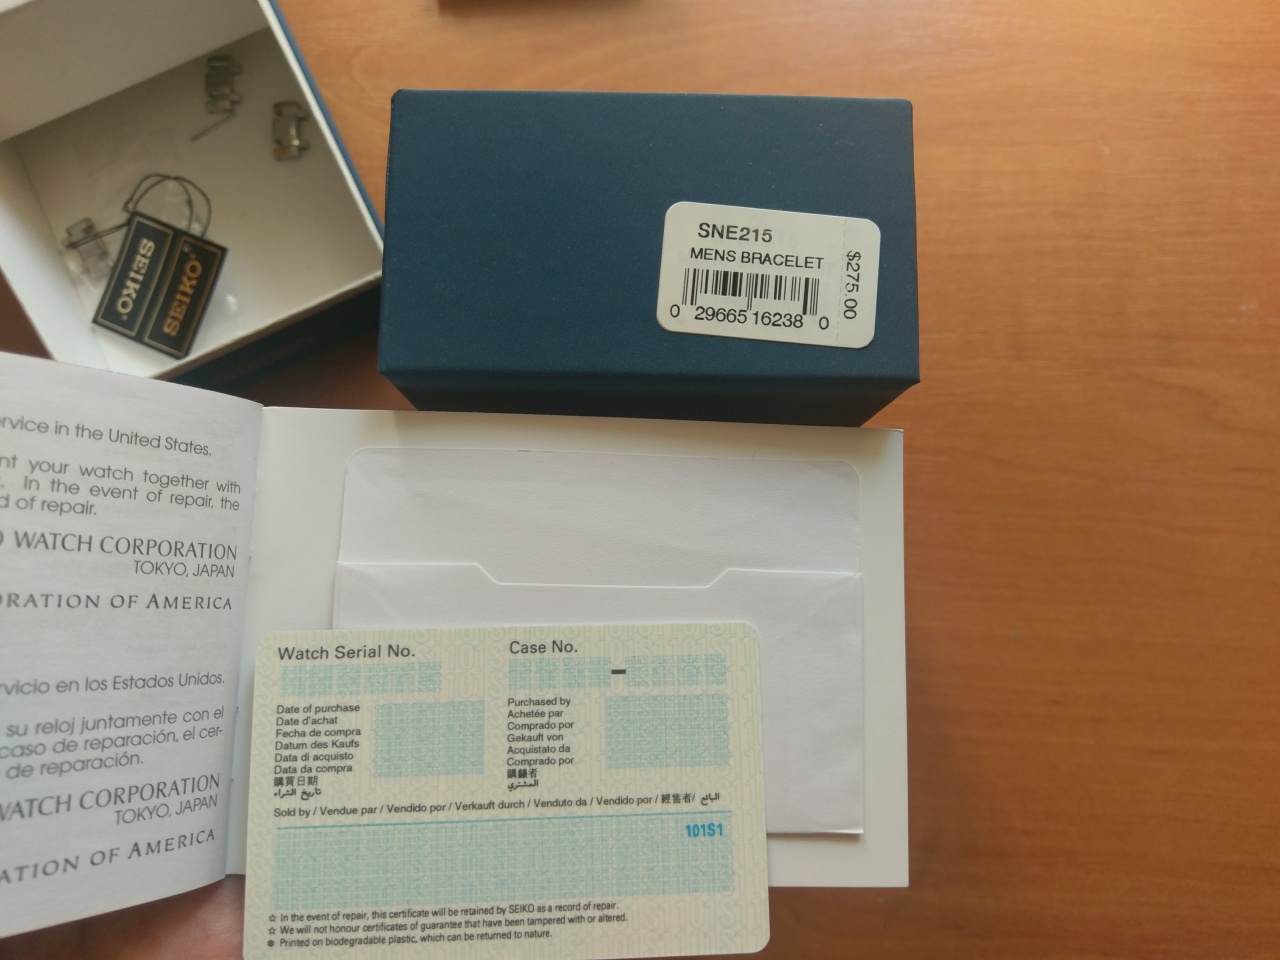 SNE215
MENS BRACELET
$275.00
0 29665 16238 0
SEIKO
SEIKO
service in the United States.
your watch together with
In the event of repair, the
of repair.
WATCH CORPORATION
TOKYO, JAPAN
OF AMERICA
en los Estados Unidos.
su reloj juntamente con el
caso de reparación, el cer-
de reparación.
WATCH CORPORATION
TOKYO, JAPAN
OF AMERICA
Watch Serial No.
Case No.
–
Date of purchase
Date d'achat
Fecha de compra
Datum des Kaufs
Data di acquisto
Data da compra
購買日期
تاريخ الشراء
Purchased by
Achetée par
Comprado por
Gekauft von
Acquistato da
Comprado por
المشتري
Sold by / Vendue par / Vendido por / Verkauft durch / Venduto da / Vendido por / 經售者 / البائع
101S1
☆ In the event of repair, this certificate will be retained by SEIKO as a record of repair.
☆ We will not honour certificates of guarantee that have been tampered with or altered.
✽ Printed on biodegradable plastic, which can be returned to nature.